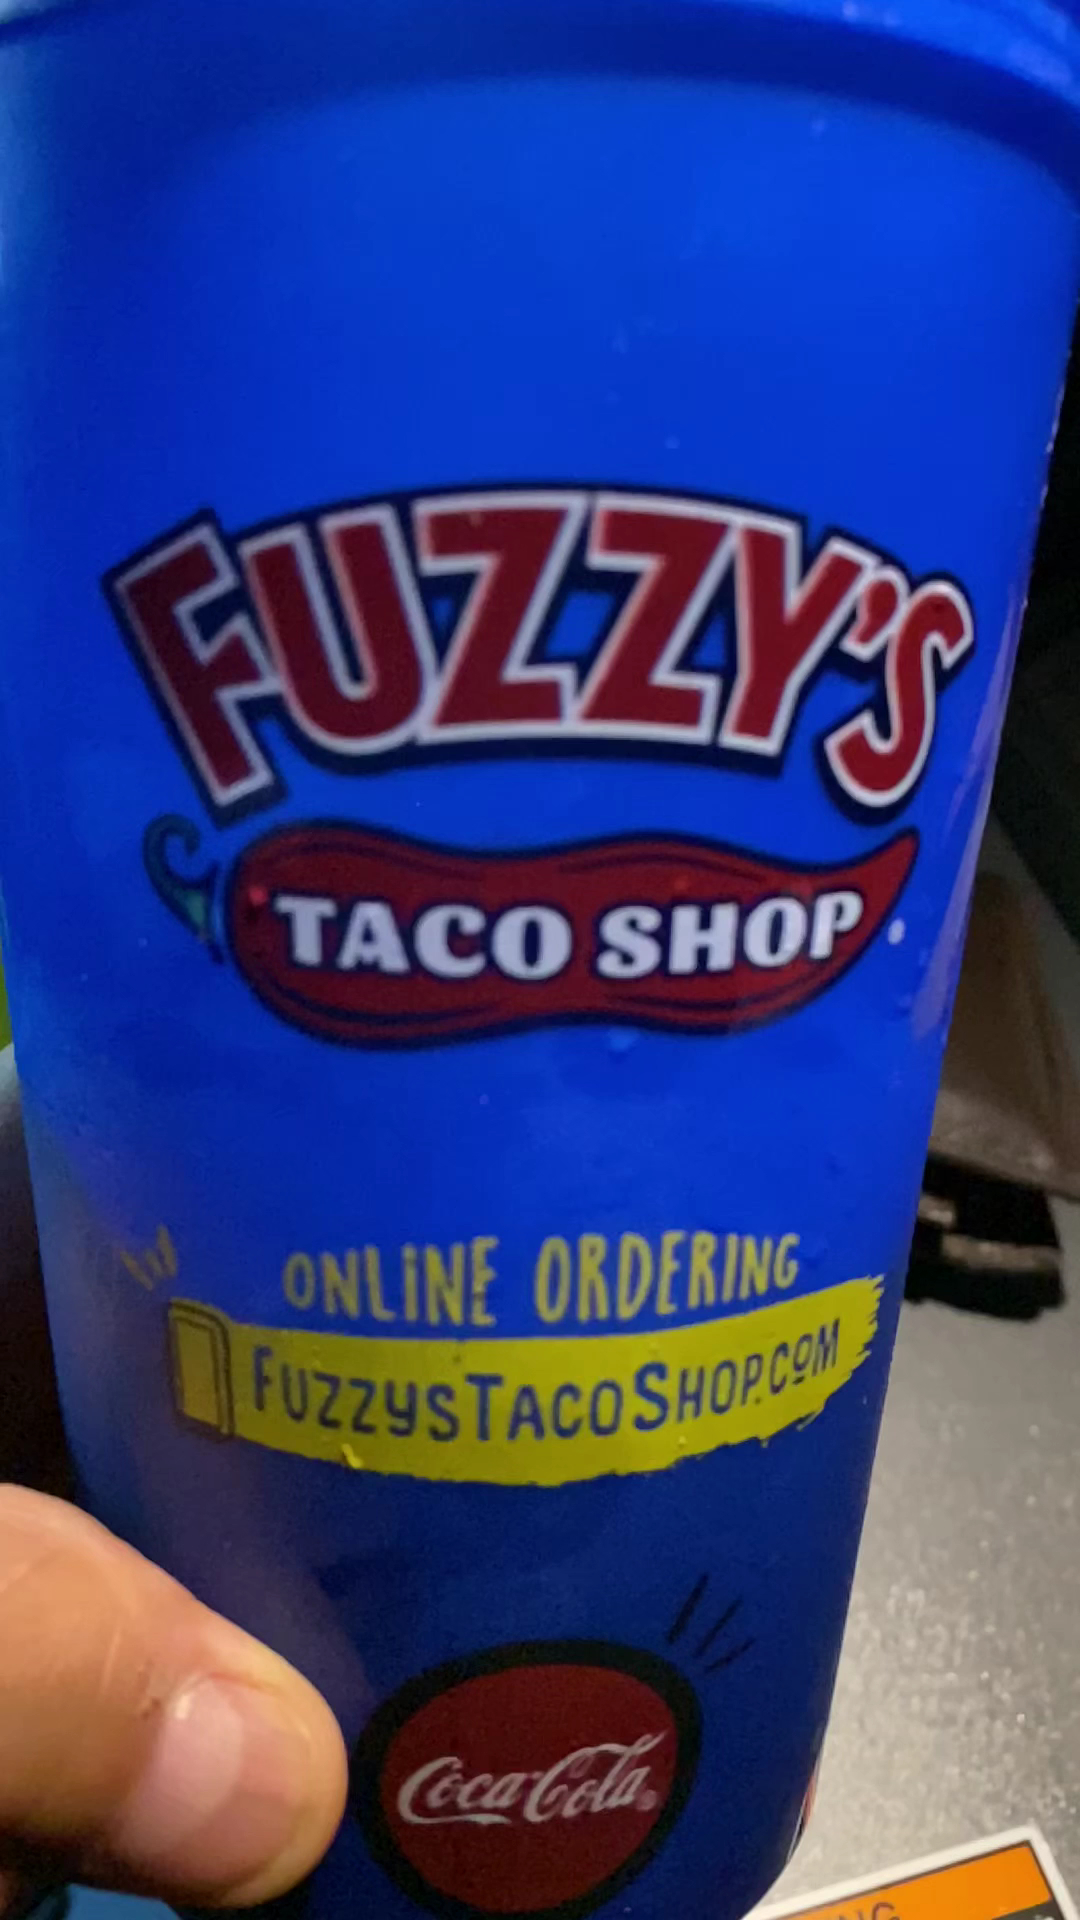 FUZZY'S
TACO SHOP
ONLINE ORDERING
FUZZYSTACOSHOP.COM
Coca-Cola®